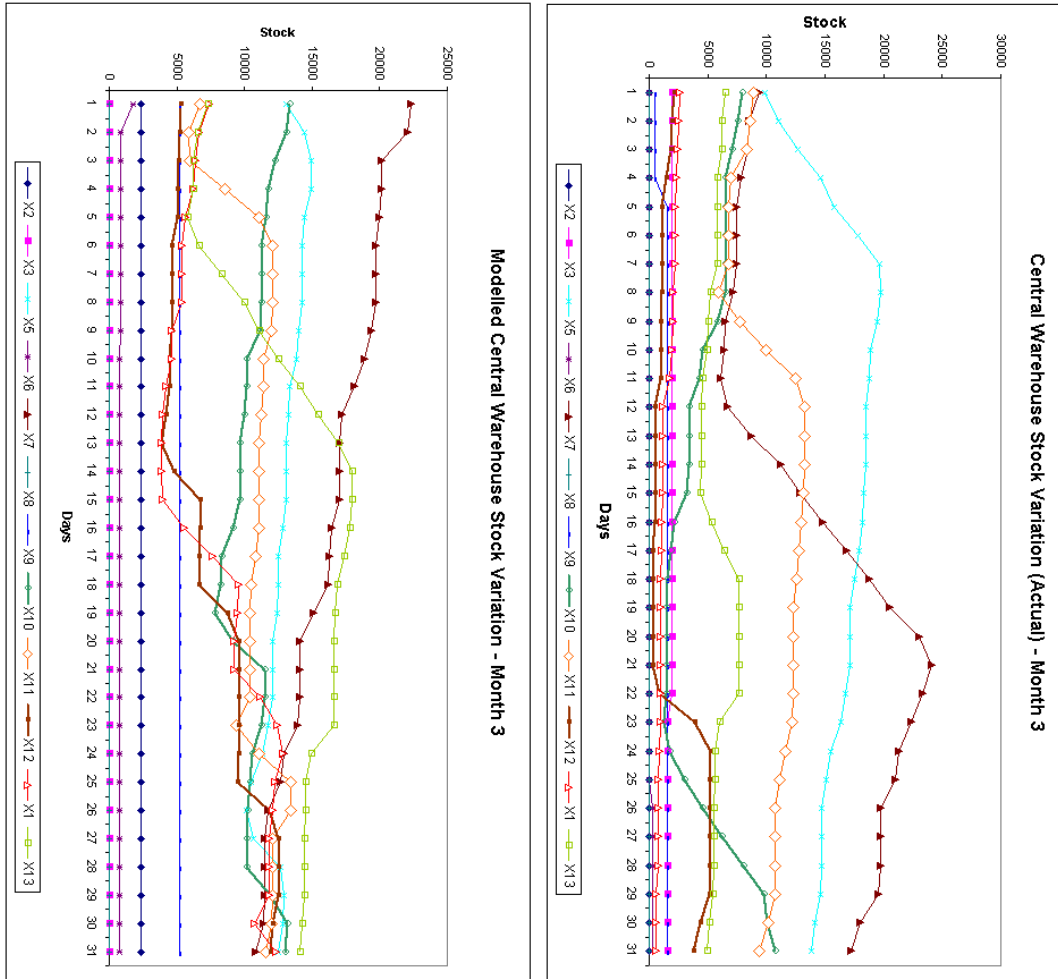 Central Warehouse Stock Variation (Actual) - Month 3
Stock
30000
25000
20000
15000
10000
5000
0
1 2 3 4 5 6 7 8 9 10 11 12 13 14 15 16 17 18 19 20 21 22 23 24 25 26 27 28 29 30 31
Days
X2 X3 X5 X6 X7 X8 X9 X10 X11 X12 X1 X13
Modelled Central Warehouse Stock Variation - Month 3
Stock
25000
20000
15000
10000
5000
0
1 2 3 4 5 6 7 8 9 10 11 12 13 14 15 16 17 18 19 20 21 22 23 24 25 26 27 28 29 30 31
Days
X2 X3 X5 X6 X7 X8 X9 X10 X11 X12 X1 X13